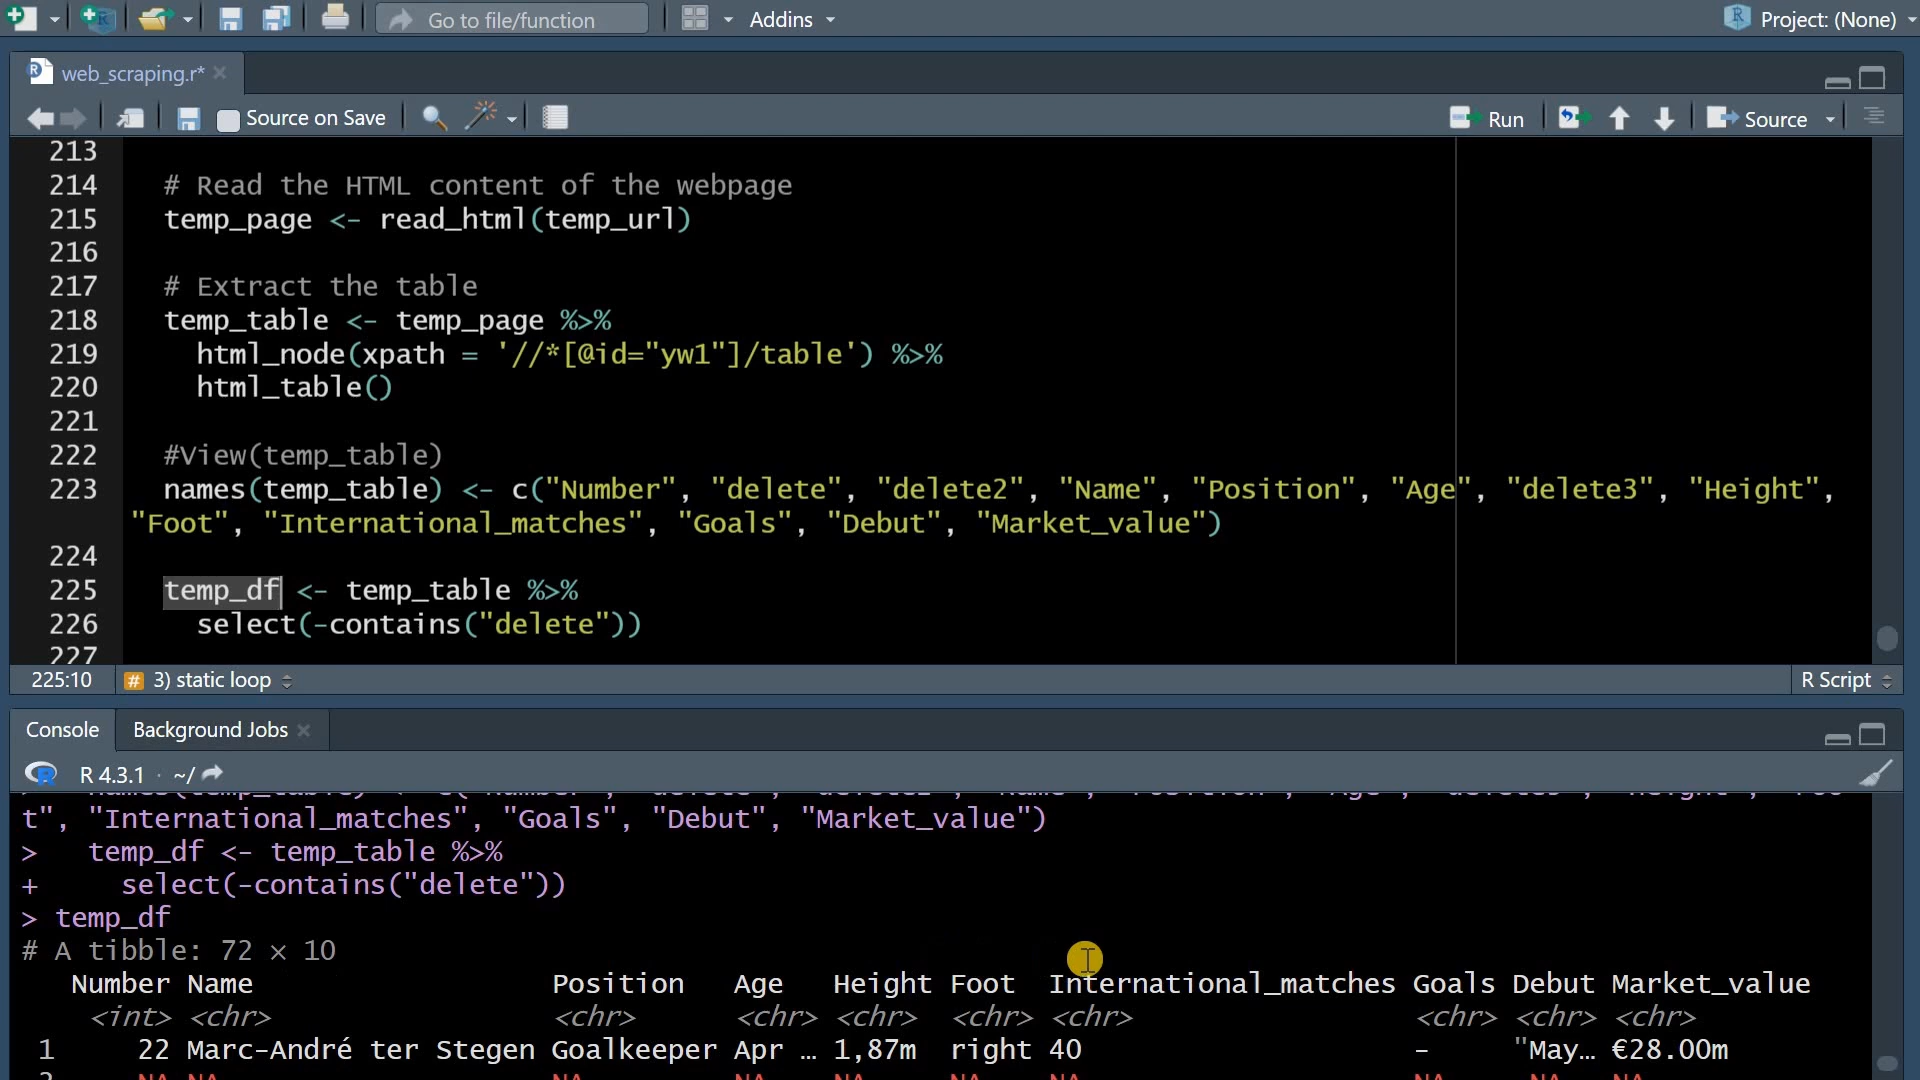 Go to file/function
Addins
Project: (None)
web_scraping.r*
Source on Save
Run
Source
213
214 # Read the HTML content of the webpage
215 temp_page <- read_html(temp_url)
216
217 # Extract the table
218 temp_table <- temp_page %>%
219 html_node(xpath = '//*[@id="yw1"]/table') %>%
220 html_table()
221
222 #View(temp_table)
223 names(temp_table) <- c("Number", "delete", "delete2", "Name", "Position", "Age", "delete3", "Height",
"Foot", "International_matches", "Goals", "Debut", "Market_value")
224
225 temp_df <- temp_table %>%
226 select(-contains("delete"))
227
225:10 # 3) static loop R Script
Console Background Jobs
R 4.3.1 · ~/
t", "International_matches", "Goals", "Debut", "Market_value")
> temp_df <- temp_table %>%
+ select(-contains("delete"))
> temp_df
# A tibble: 72 × 10
Number Name Position Age Height Foot International_matches Goals Debut Market_value
<int> <chr> <chr> <chr> <chr> <chr> <chr> <chr> <chr> <chr>
1 22 Marc-André ter Stegen Goalkeeper Apr … 1,87m right 40 - "May… €28.00m